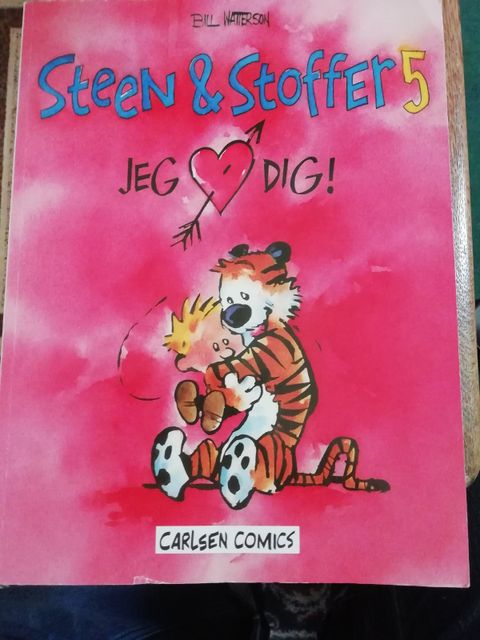 BILL WATTERSON
STEEN & STOFFER 5
JEG DIG!
CARLSEN COMICS